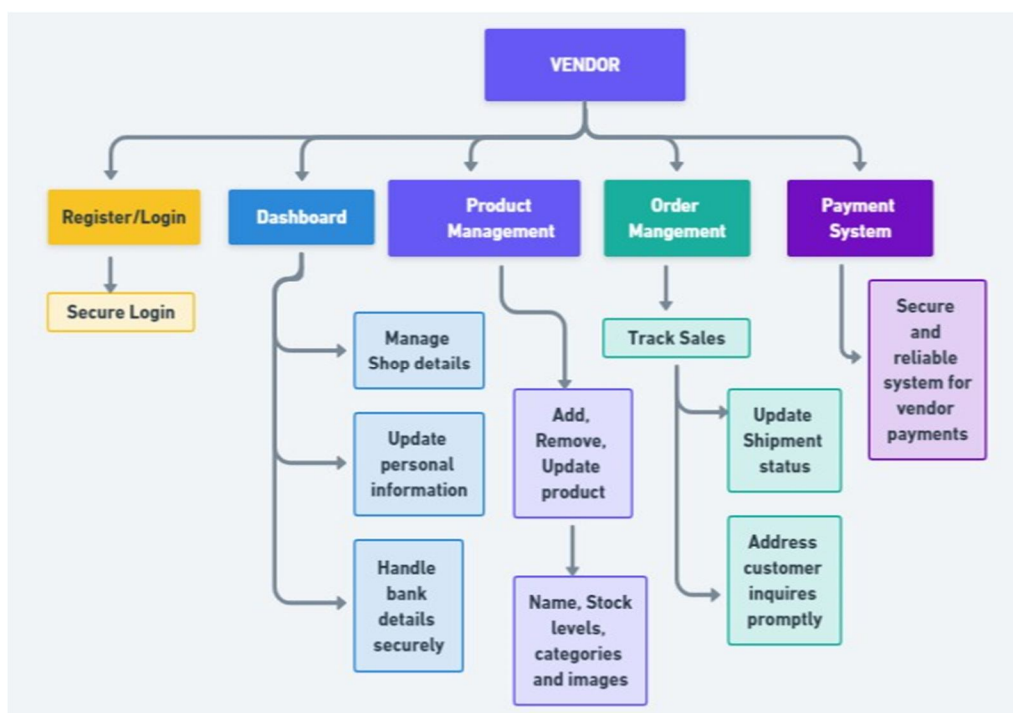 VENDOR
Register/Login
Dashboard
Product
Management
Order
Mangement
Payment
System
Secure Login
Manage
Shop details
Update
personal
information
Handle
bank
details
securely
Add,
Remove,
Update
product
Name, Stock
levels,
categories
and images
Track Sales
Update
Shipment
status
Address
customer
inquires
promptly
Secure
and
reliable
system for
vendor
payments